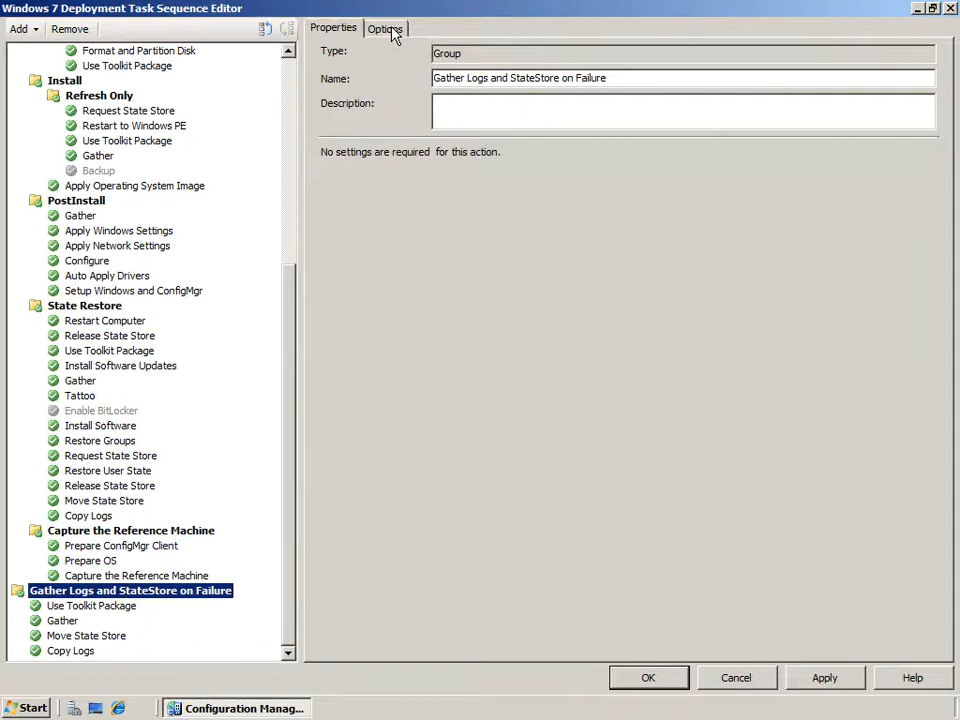 Windows 7 Deployment Task Sequence Editor
Add
Remove
Format and Partition Disk
Use Toolkit Package
Install
Refresh Only
Request State Store
Restart to Windows PE
Use Toolkit Package
Gather
Backup
Apply Operating System Image
PostInstall
Gather
Apply Windows Settings
Apply Network Settings
Configure
Auto Apply Drivers
Setup Windows and ConfigMgr
State Restore
Restart Computer
Release State Store
Use Toolkit Package
Install Software Updates
Gather
Tattoo
Enable BitLocker
Install Software
Restore Groups
Request State Store
Restore User State
Release State Store
Move State Store
Copy Logs
Capture the Reference Machine
Prepare ConfigMgr Client
Prepare OS
Capture the Reference Machine
Gather Logs and StateStore on Failure
Use Toolkit Package
Gather
Move State Store
Copy Logs
Properties
Options
Type:
Group
Name:
Gather Logs and StateStore on Failure
Description:
No settings are required for this action.
OK
Cancel
Apply
Help
Start
Configuration Manag...